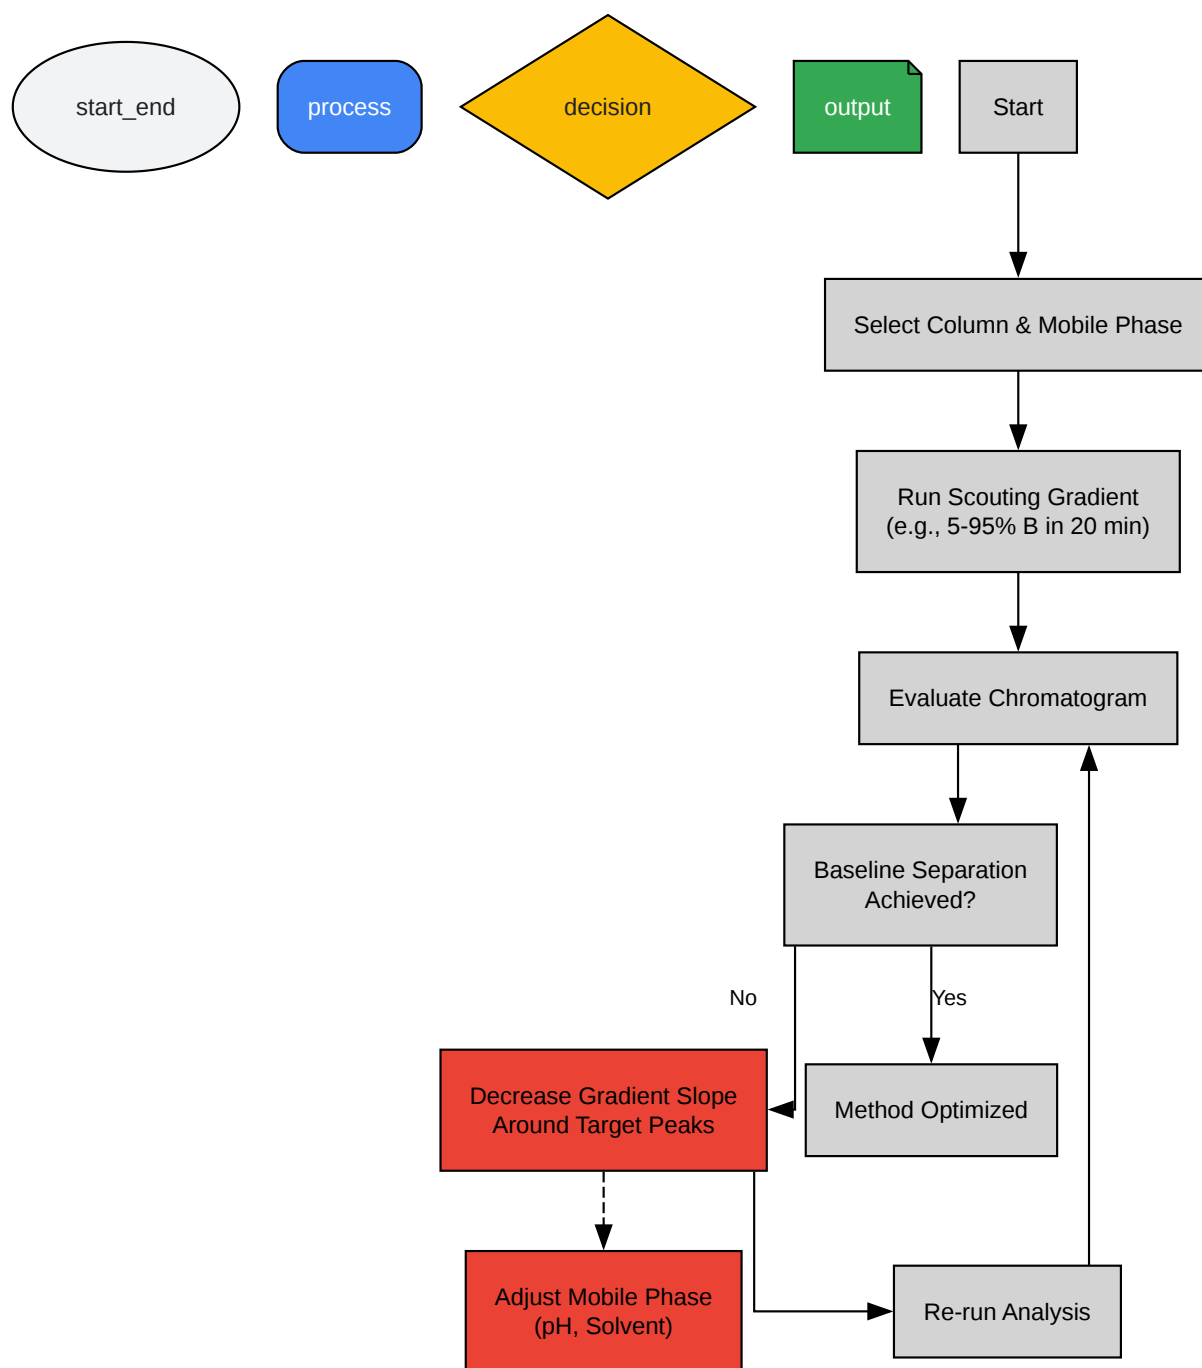 start_end
process
decision
output
Start
Select Column & Mobile Phase
Run Scouting Gradient
(e.g., 5-95% B in 20 min)
Evaluate Chromatogram
Baseline Separation
Achieved?
No
Yes
Decrease Gradient Slope
Around Target Peaks
Method Optimized
Adjust Mobile Phase
(pH, Solvent)
Re-run Analysis